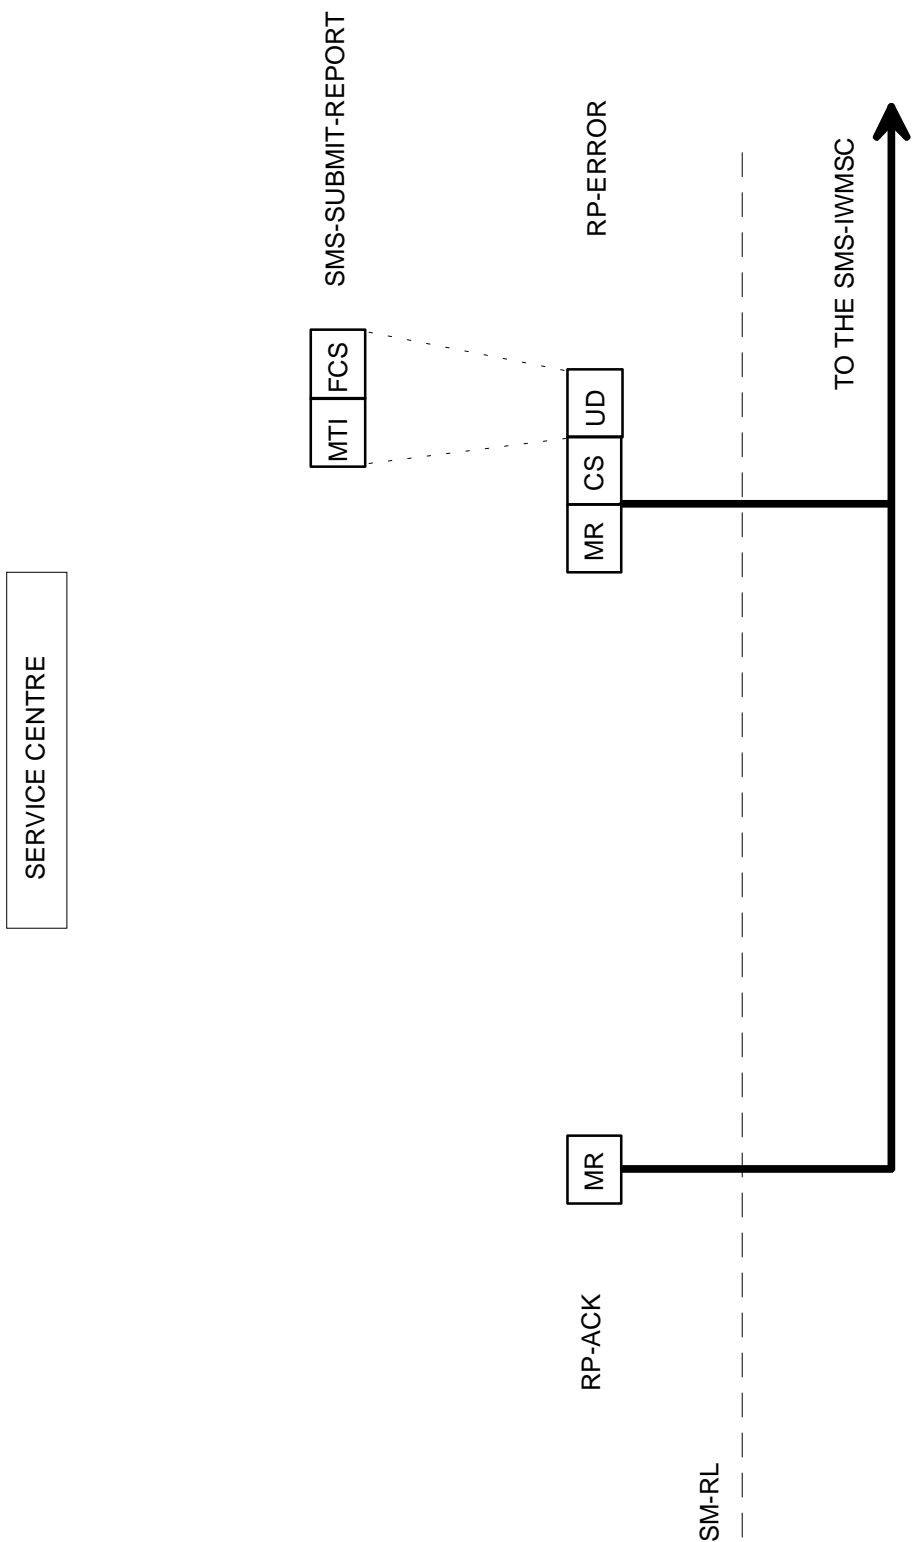 SERVICE CENTRE
SMS-SUBMIT-REPORT
MTI FCS
RP-ACK
MR
MR CS UD
RP-ERROR
SM-RL
TO THE SMS-IWMSC